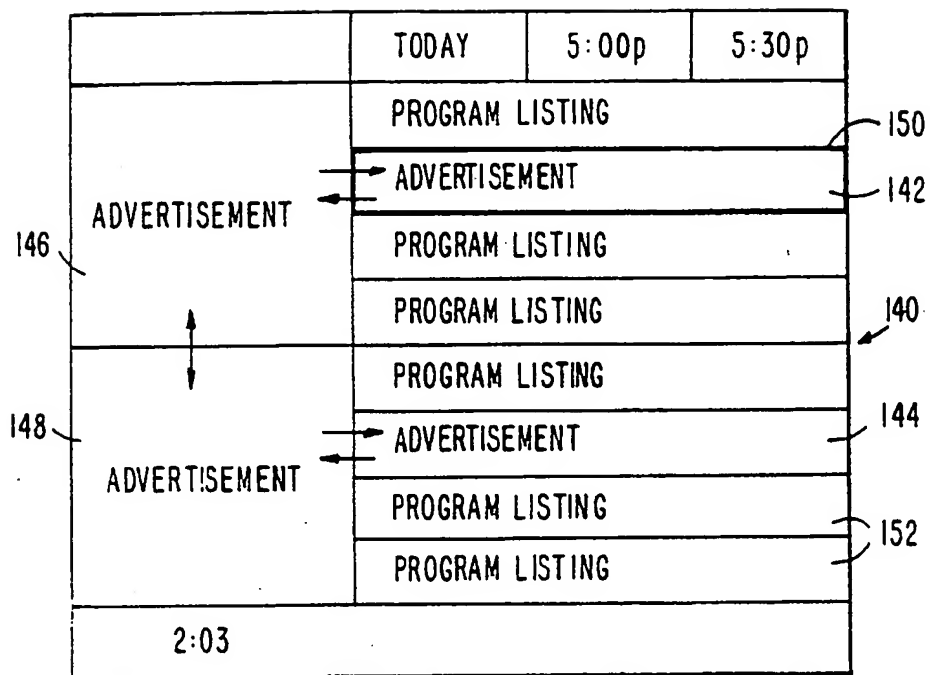 TODAY 5:00p 5:30p
PROGRAM LISTING
150
ADVERTISEMENT
142
ADVERTISEMENT
146
PROGRAM LISTING
PROGRAM LISTING
140
PROGRAM LISTING
148
ADVERTISEMENT
144
ADVERTISEMENT
PROGRAM LISTING
152
PROGRAM LISTING
2:03